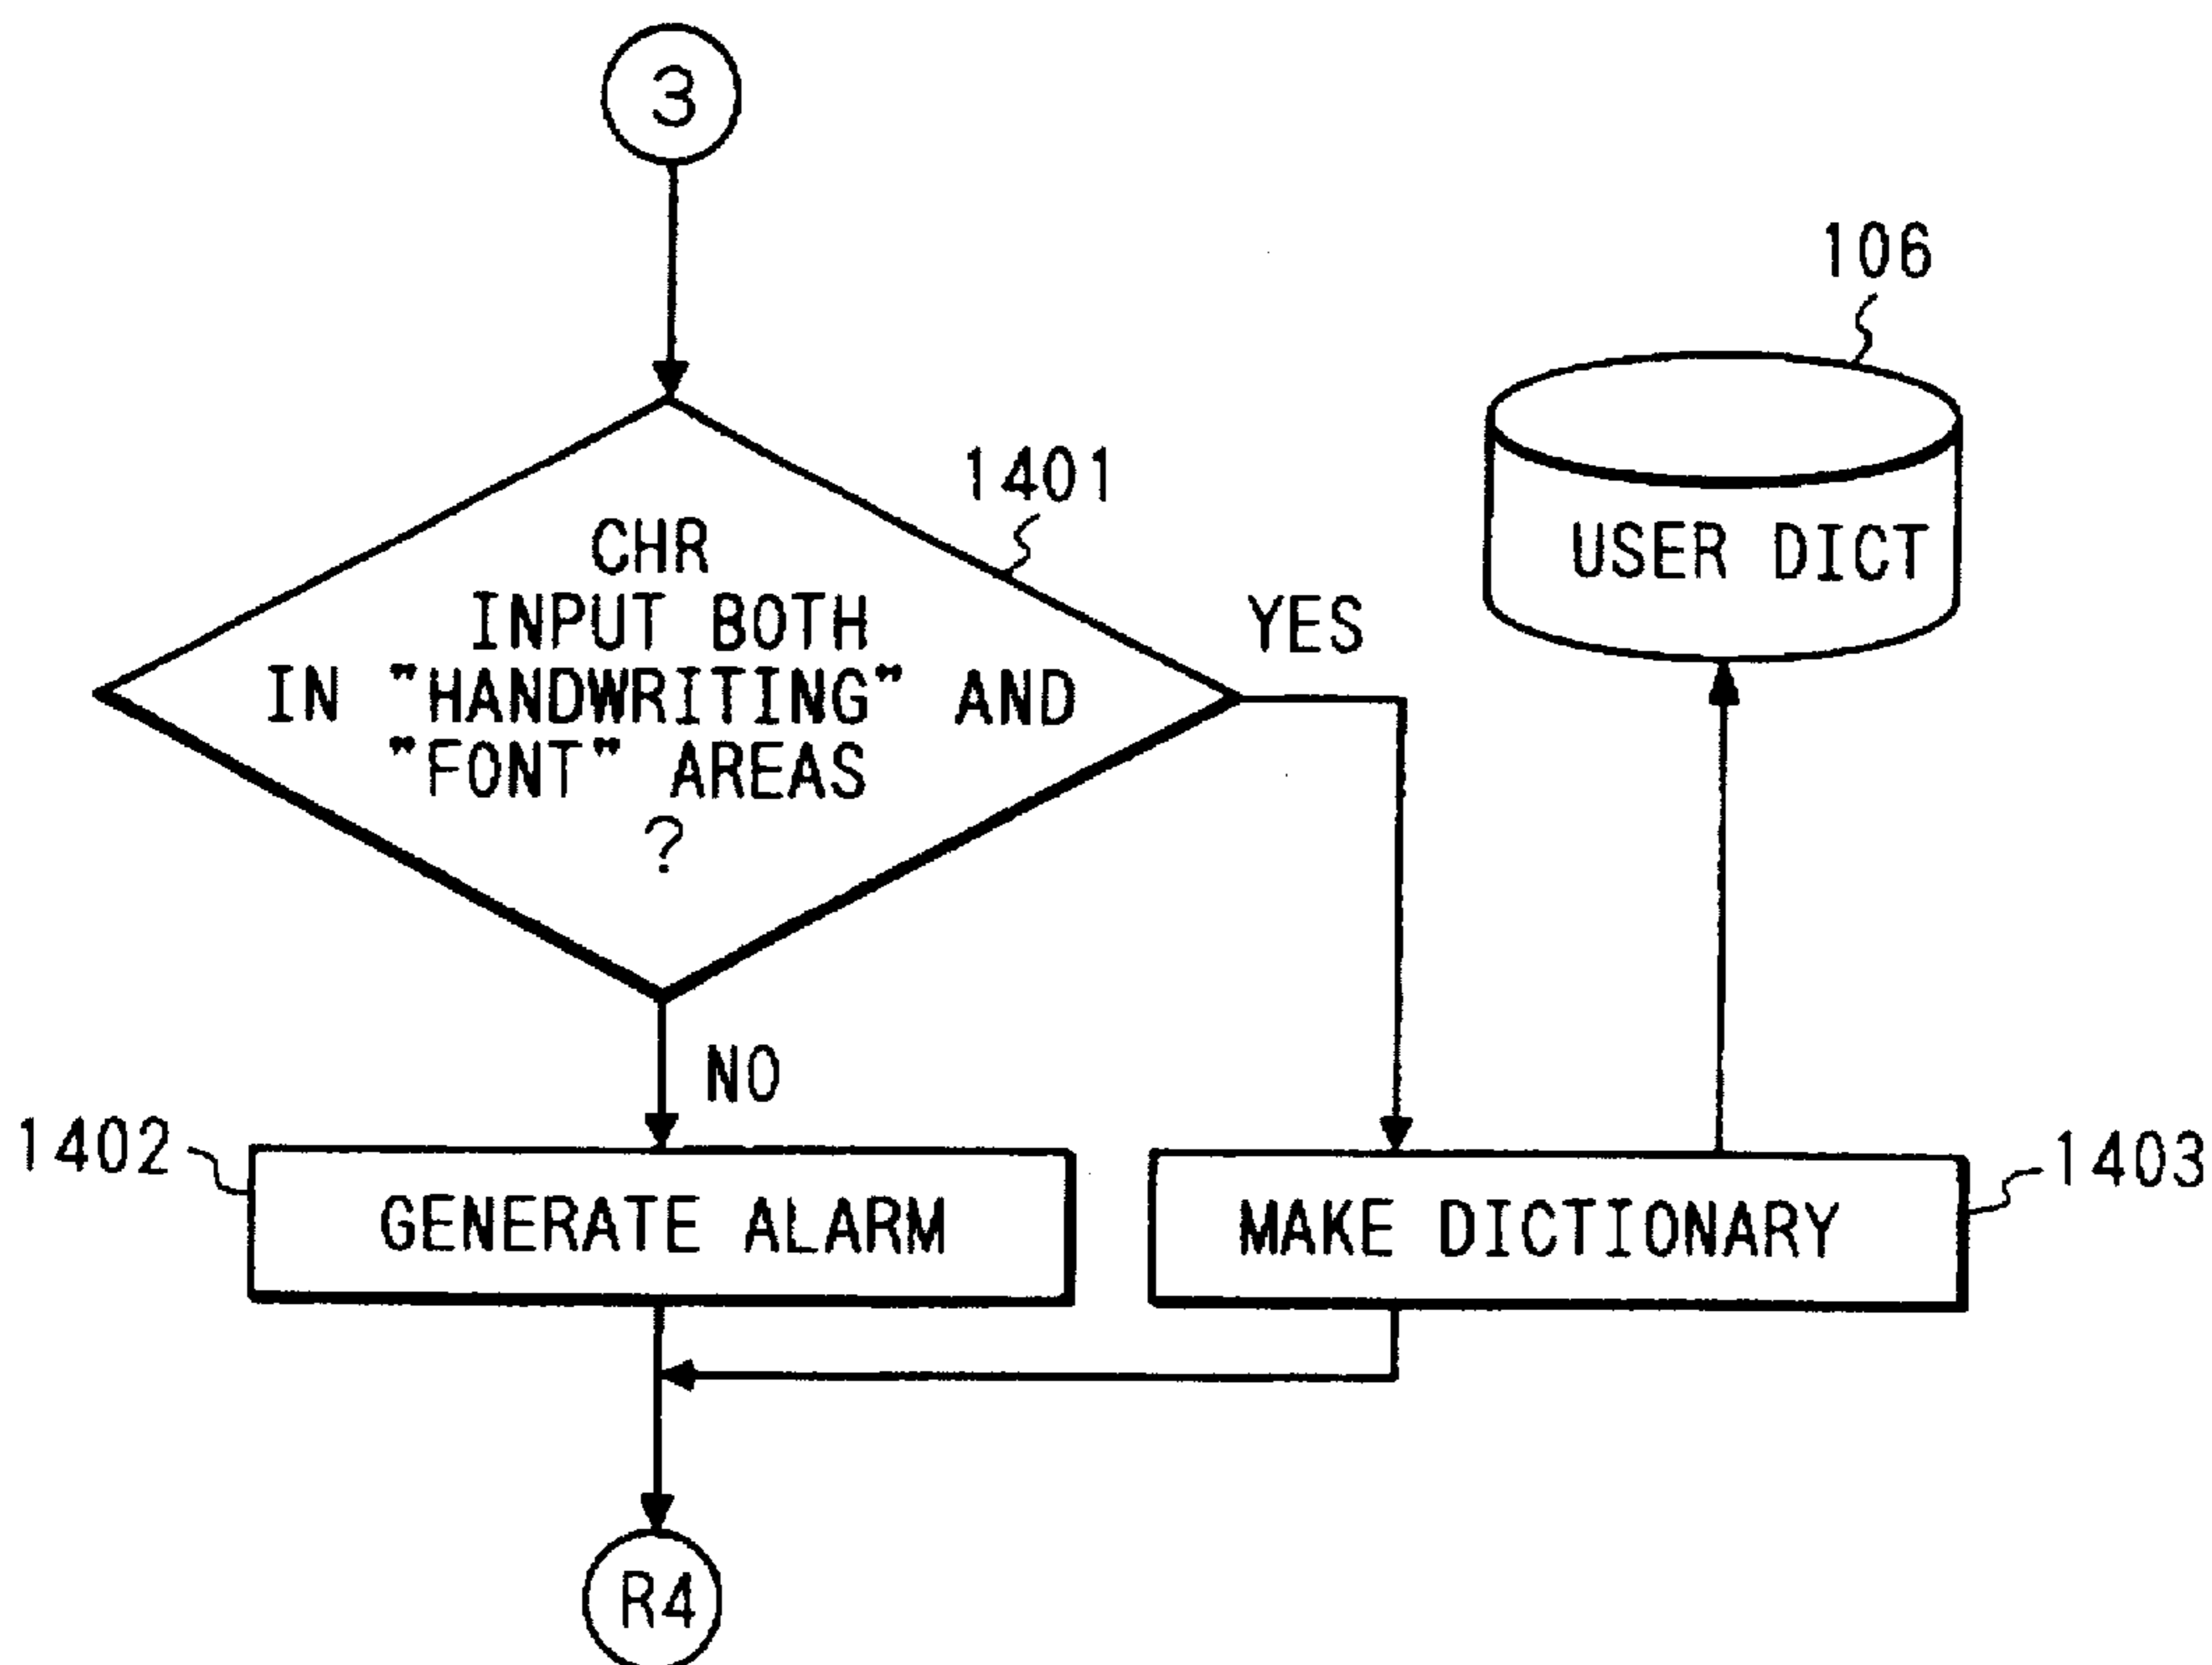 3
106
1401
CHR
INPUT BOTH
IN "HANDWRITING" AND
"FONT" AREAS
?
YES
USER DICT
NO
1402
GENERATE ALARM
MAKE DICTIONARY
1403
R4